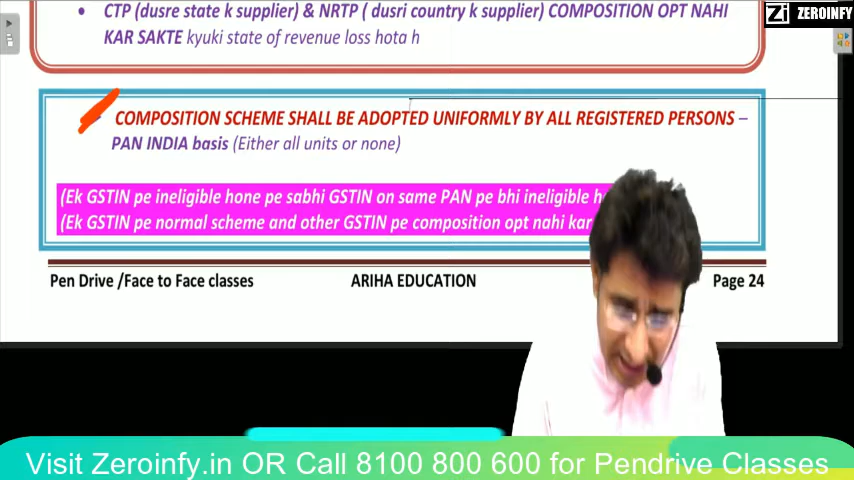 ZEROINFY
• CTP (dusre state k supplier) & NRTP ( dusri country k supplier) COMPOSITION OPT NAHI
KAR SAKTE kyuki state of revenue loss hota h
COMPOSITION SCHEME SHALL BE ADOPTED UNIFORMLY BY ALL REGISTERED PERSONS –
PAN INDIA basis (Either all units or none)
(Ek GSTIN pe ineligible hone pe sabhi GSTIN on same PAN pe bhi ineligible
(Ek GSTIN pe normal scheme and other GSTIN pe composition opt nahi kar
Pen Drive /Face to Face classes ARIHA EDUCATION Page 24
Visit Zeroinfy.in OR Call 8100 800 600 for Pendrive Classes